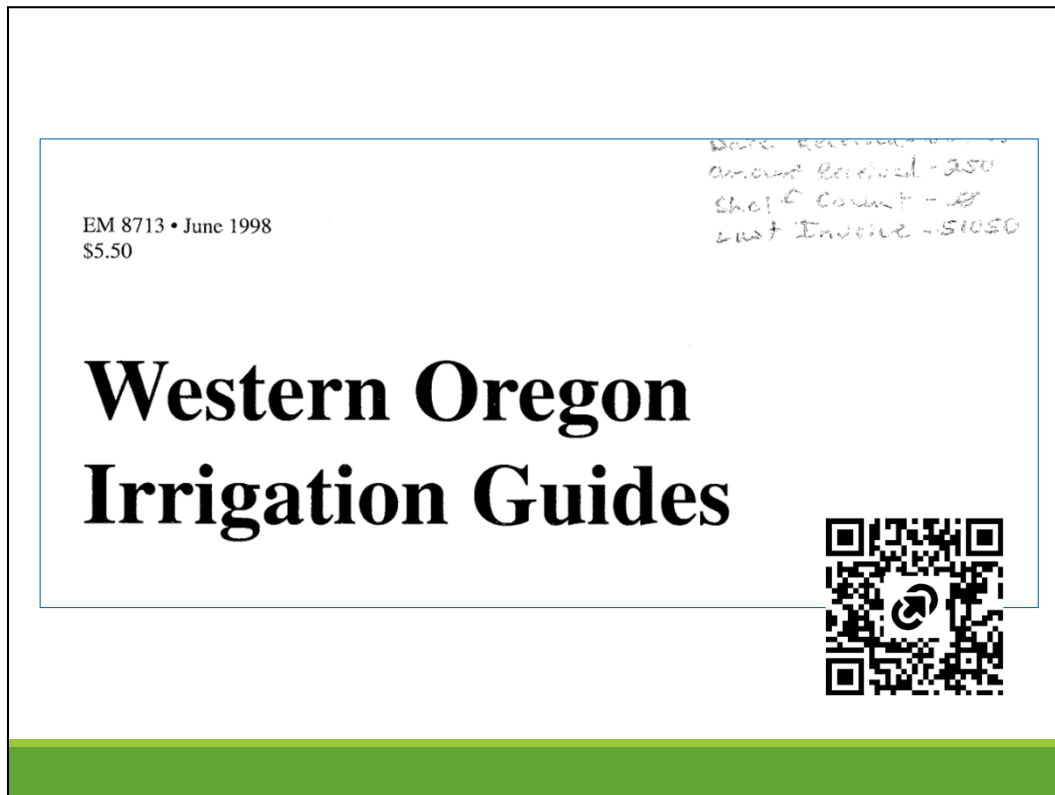 EM 8713 • June 1998
$5.50
Amount Received - 250
Shelf Count -
Last Invoice - 51050
Western Oregon
Irrigation Guides